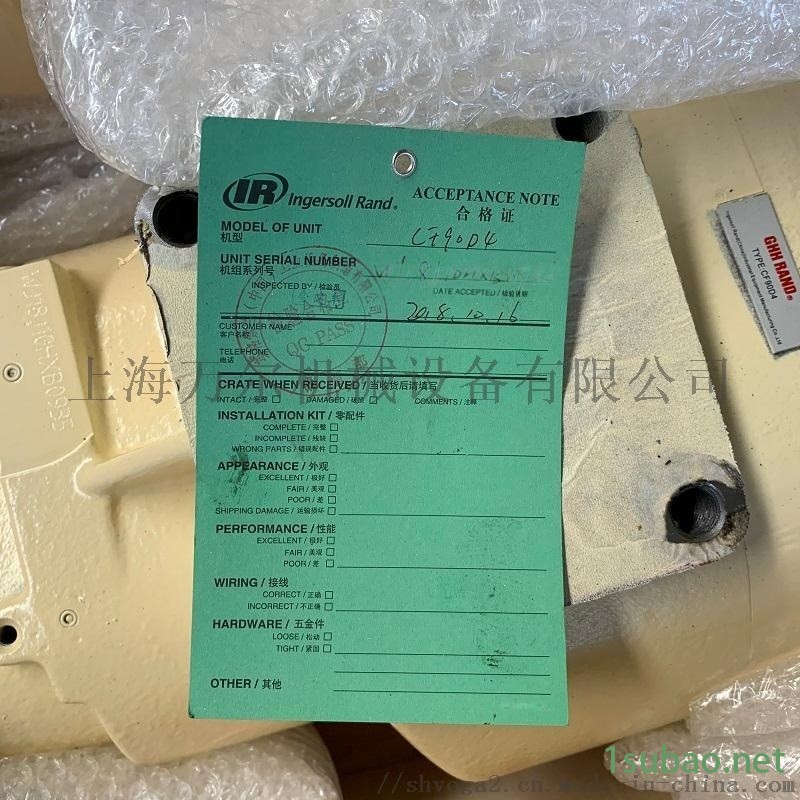 IR Ingersoll Rand®
ACCEPTANCE NOTE
合格证
MODEL OF UNIT
机型
CF90D4
UNIT SERIAL NUMBER
机组系列号
INSPECTED BY / 检验员
DATE ACCEPTED / 检验讲期
2018.10.16
QC PASS
CUSTOMER NAME
客户名称
TELEPHONE
电话
CRATE WHEN RECEIVED / 当收货后请填写
INTACT / 完整
DAMAGED / 破损
COMMENTS / 注释
INSTALLATION KIT / 零配件
COMPLETE / 完整
INCOMPLETE / 残缺
WRONG PARTS / 错误配件
APPEARANCE / 外观
EXCELLENT / 极好
FAIR / 美观
POOR / 差
SHIPPING DAMAGE / 运输损坏
PERFORMANCE / 性能
EXCELLENT / 极好
FAIR / 美观
POOR / 差
WIRING / 接线
CORRECT / 正确
INCORRECT / 不正确
HARDWARE / 五金件
LOOSE / 松动
TIGHT / 紧固
OTHER / 其他
GHH RAND®
TYPE:CF90D4
上海万尔机械设备有限公司
1subao.net